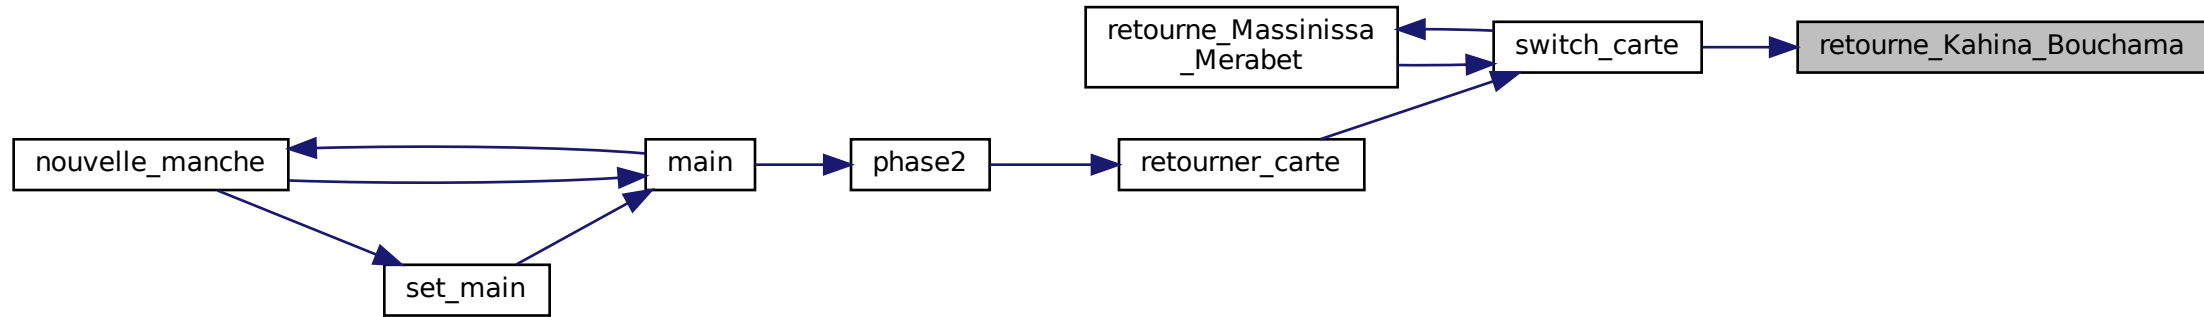 retourne_Massinissa
_Merabet
switch_carte
retourne_Kahina_Bouchama
nouvelle_manche
main
phase2
retourner_carte
set_main